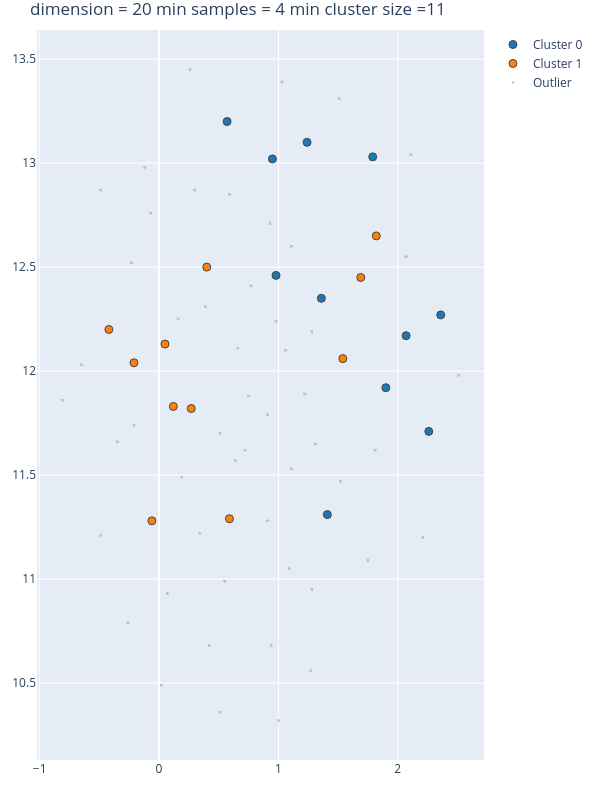 dimension = 20 min samples = 4 min cluster size =11
Cluster 0
Cluster 1
Outlier
13.5
13
12.5
12
11.5
11
10.5
−1
0
1
2